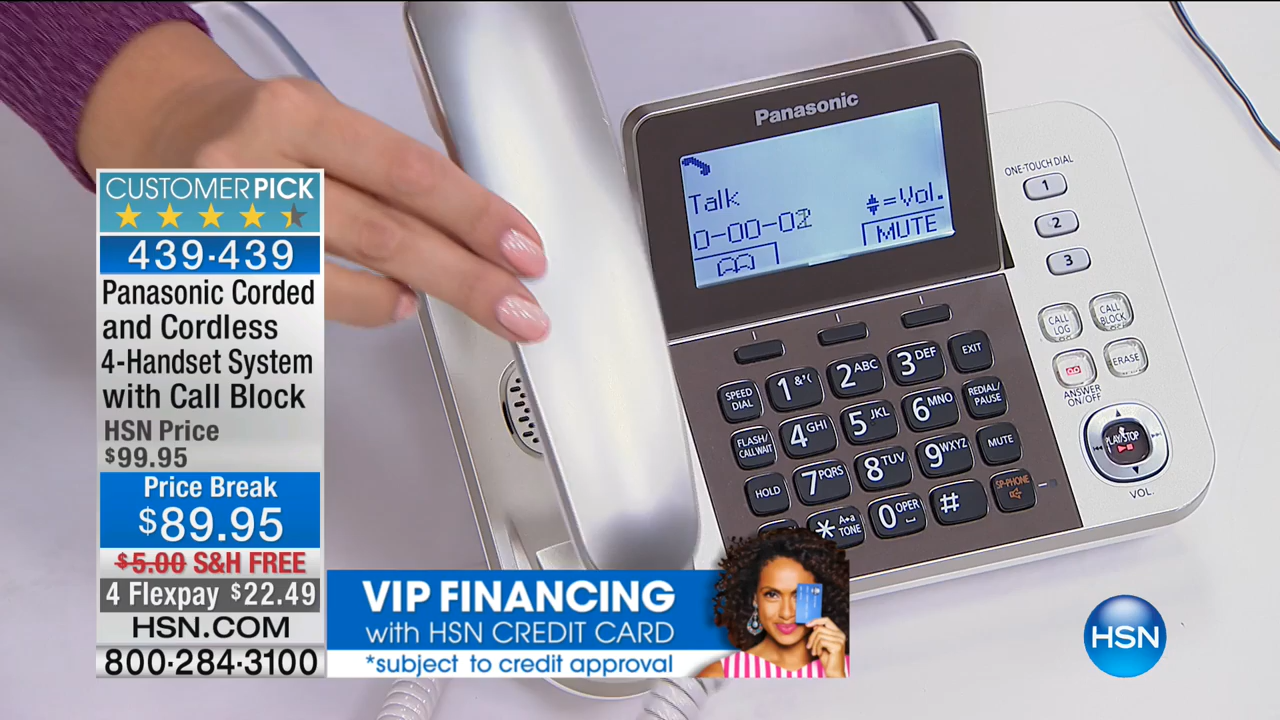 CUSTOMER PICK
439-439
Panasonic Corded
and Cordless
4-Handset System
with Call Block
HSN Price
$99.95
Price Break
$89.95
$5.00 S&H FREE
4 Flexpay $22.49
HSN.COM
800-284-3100
VIP FINANCING
with HSN CREDIT CARD
*subject to credit approval
HSN
Panasonic
Talk
=Vol.
0-00-02
MUTE
ONE-TOUCH DIAL
1
2
3
CALL LOG
CALL BLOCK
ERASE
ANSWER
ON/OFF
PLAY/STOP
VOL.
SPEED DIAL
1 &'(
2 ABC
3 DEF
EXIT
FLASH/
CALL WAIT
4 GHI
5 JKL
6 MNO
REDIAL/
PAUSE
HOLD
7 PQRS
8 TUV
9 WXYZ
MUTE
* A→a
TONE
0 OPER
#
SP-PHONE